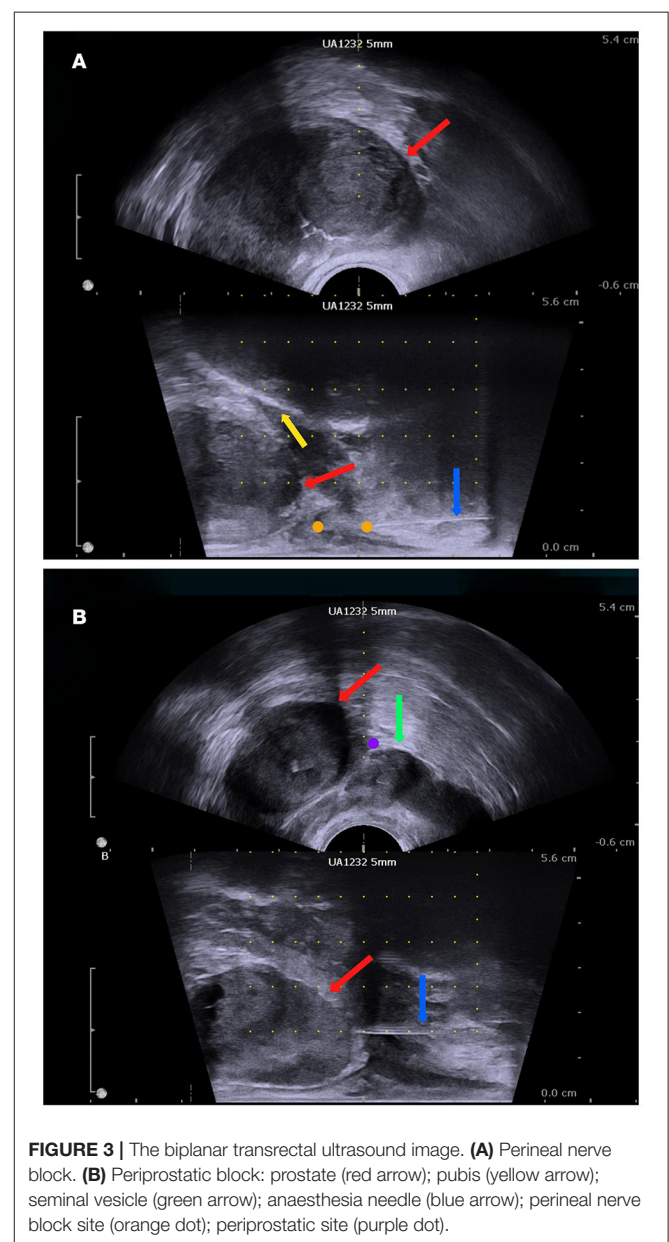 A
UA1232 5mm
5.4 cm
-0.6 cm
UA1232 5mm
5.6 cm
0.0 cm
B
UA1232 5mm
5.4 cm
-0.6 cm
B
UA1232 5mm
5.6 cm
0.0 cm
FIGURE 3 | The biplanar transrectal ultrasound image. (A) Perineal nerve
block. (B) Periprostatic block: prostate (red arrow); pubis (yellow arrow);
seminal vesicle (green arrow); anaesthesia needle (blue arrow); perineal nerve
block site (orange dot); periprostatic site (purple dot).